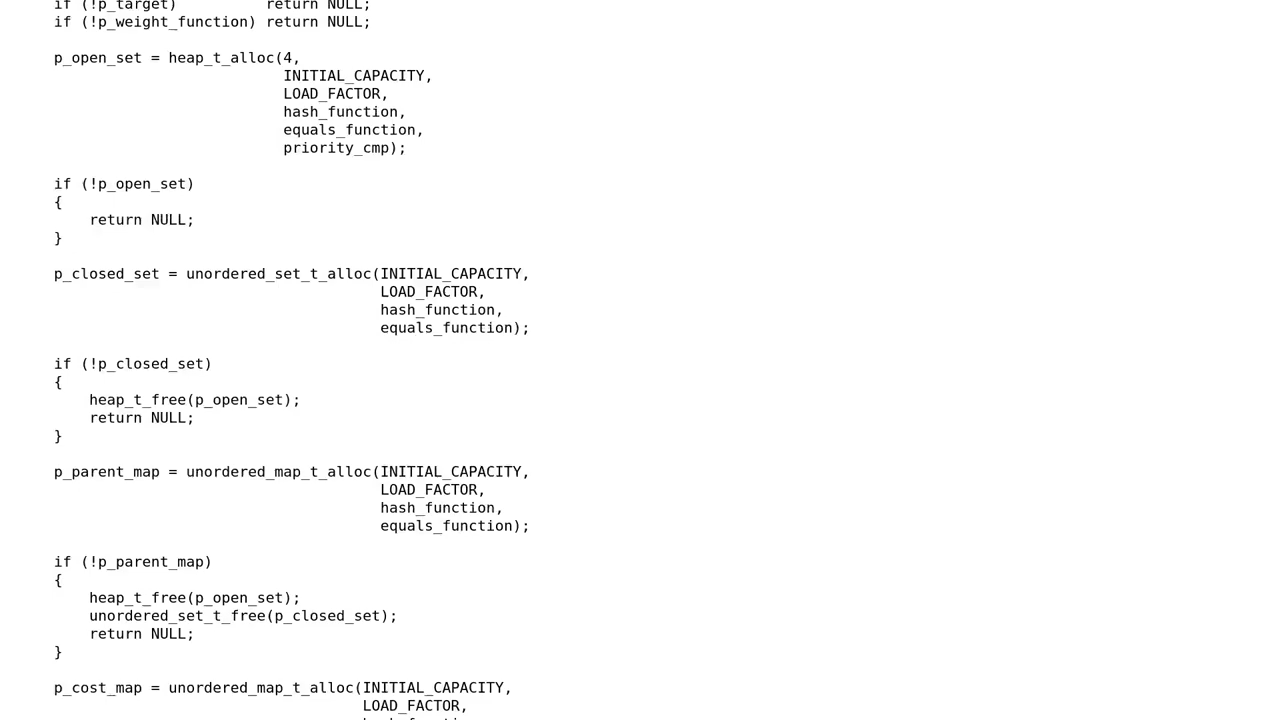 if (!p_target)          return NULL;
if (!p_weight_function) return NULL;
p_open_set = heap_t_alloc(4,
INITIAL_CAPACITY,
LOAD_FACTOR,
hash_function,
equals_function,
priority_cmp);
if (!p_open_set)
{
return NULL;
}
p_closed_set = unordered_set_t_alloc(INITIAL_CAPACITY,
LOAD_FACTOR,
hash_function,
equals_function);
if (!p_closed_set)
{
heap_t_free(p_open_set);
return NULL;
}
p_parent_map = unordered_map_t_alloc(INITIAL_CAPACITY,
LOAD_FACTOR,
hash_function,
equals_function);
if (!p_parent_map)
{
heap_t_free(p_open_set);
unordered_set_t_free(p_closed_set);
return NULL;
}
p_cost_map = unordered_map_t_alloc(INITIAL_CAPACITY,
LOAD_FACTOR,